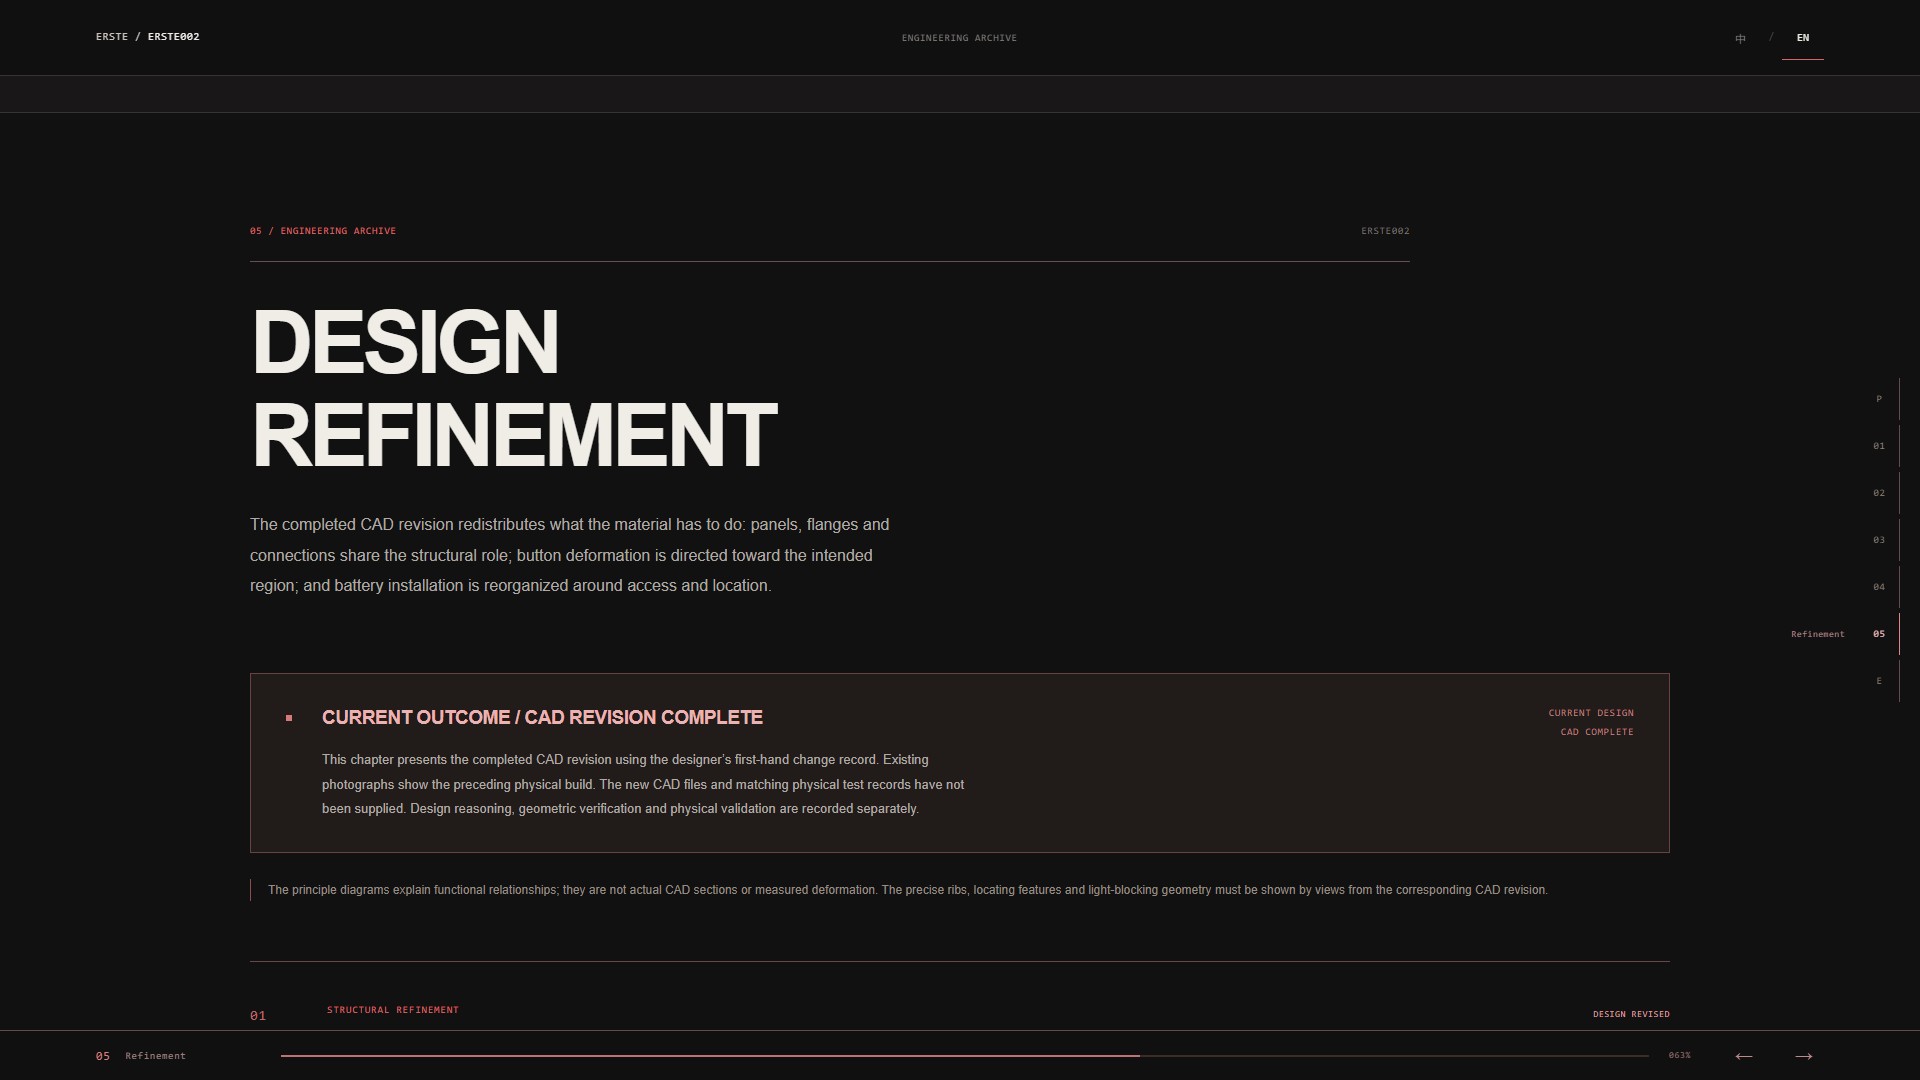 ERSTE / ERSTE002
ENGINEERING ARCHIVE
中 / EN
05 / ENGINEERING ARCHIVE
ERSTE002
DESIGN
REFINEMENT
The completed CAD revision redistributes what the material has to do: panels, flanges and
connections share the structural role; button deformation is directed toward the intended
region; and battery installation is reorganized around access and location.
P
01
02
03
04
Refinement 05
E
CURRENT OUTCOME / CAD REVISION COMPLETE
CURRENT DESIGN
CAD COMPLETE
This chapter presents the completed CAD revision using the designer’s first-hand change record. Existing
photographs show the preceding physical build. The new CAD files and matching physical test records have not
been supplied. Design reasoning, geometric verification and physical validation are recorded separately.
The principle diagrams explain functional relationships; they are not actual CAD sections or measured deformation. The precise ribs, locating features and light-blocking geometry must be shown by views from the corresponding CAD revision.
01
STRUCTURAL REFINEMENT
DESIGN REVISED
05 Refinement
063%
← →